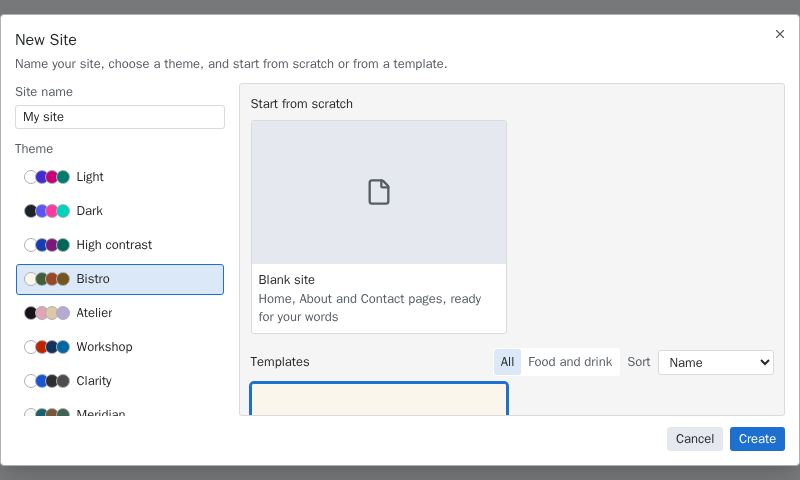 New Site
Name your site, choose a theme, and start from scratch or from a template.
Site name
My site
Theme
Light
Dark
High contrast
Bistro
Atelier
Workshop
Clarity
Meridian
Start from scratch
Blank site
Home, About and Contact pages, ready
for your words
Templates
All Food and drink Sort Name
Cancel Create